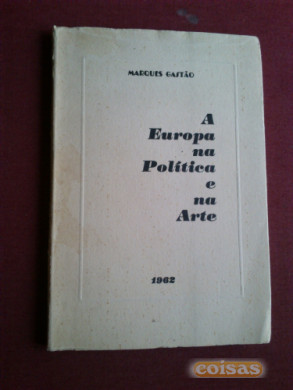 MARQUES GASTÃO
A
Europa
na
Política
e
na
Arte
1962
coisas